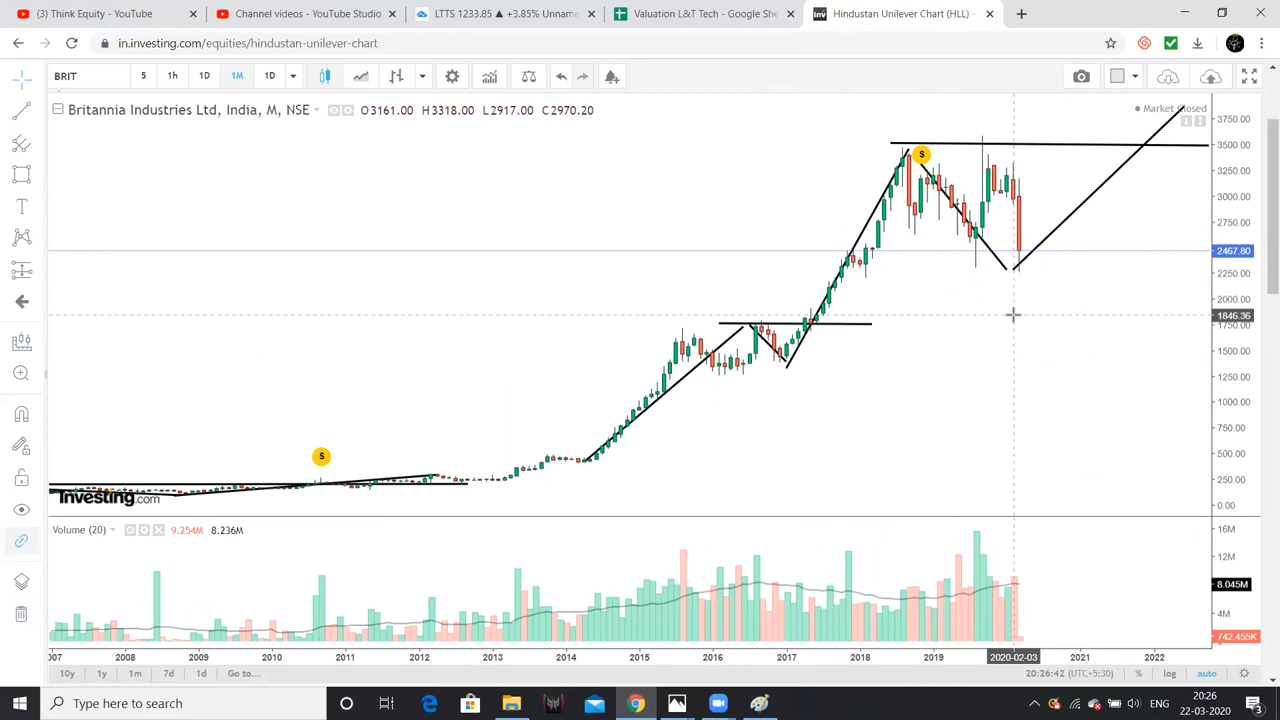 (3) Think Equity - YouTube
Channel videos - YouTube Studio
LTTS 1233.85 ▲ +3.85% Unname
Valuation L&T Tech - Google She
Hindustan Unilever Chart (HLL) -
in.investing.com/equities/hindustan-unilever-chart
BRIT 5 1h 1D 1M 1D
Britannia Industries Ltd, India, M, NSE O3161.00 H3318.00 L2917.00 C2970.20
Market Closed
3750.00
3500.00
S
3250.00
3000.00
2750.00
2467.80
2250.00
2000.00
1846.36
1750.00
1500.00
1250.00
1000.00
750.00
S
500.00
250.00
Investing.com
0.00
Volume (20) 9.254M 8.236M
16M
12M
8.045M
4M
742.455K
007 2008 2009 2010 2011 2012 2013 2014 2015 2016 2017 2018 2019 2020-02-03 2021 2022
10y 1y 1m 7d 1d Go to... 20:26:42 (UTC+5:30) % log auto
Type here to search
ENG
20:26
22-03-2020
3